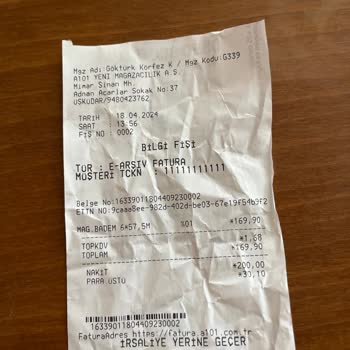 Mgz Adı:Göktürk Korfez K / Mgz Kodu:G339
A101 YENİ MAĞAZACILIK A.Ş.
Mimar Sinan Mh.
Adnan Acarlar Sokak No:37
ÜSKÜDAR/9480423762
TARİH : 18.04.2024
SAAT : 13:56
FİŞ NO : 0002
BİLGİ FİŞİ
TÜR : E-ARŞİV FATURA
MÜŞTERİ TCKN : 11111111111
Belge No:16339011804409230002
ETTN NO:9caaa8ee-982d-402d-be03-67e19f54b9f2
MAG.BADEM 6*57,5M %01 *169,90
TOPKDV *1,68
TOPLAM *169,90
NAKİT *200,00
PARA ÜSTÜ *30,10
16339011804409230002
FaturaAdres https://fatura.a101.com.tr
İRSALİYE YERİNE GEÇER